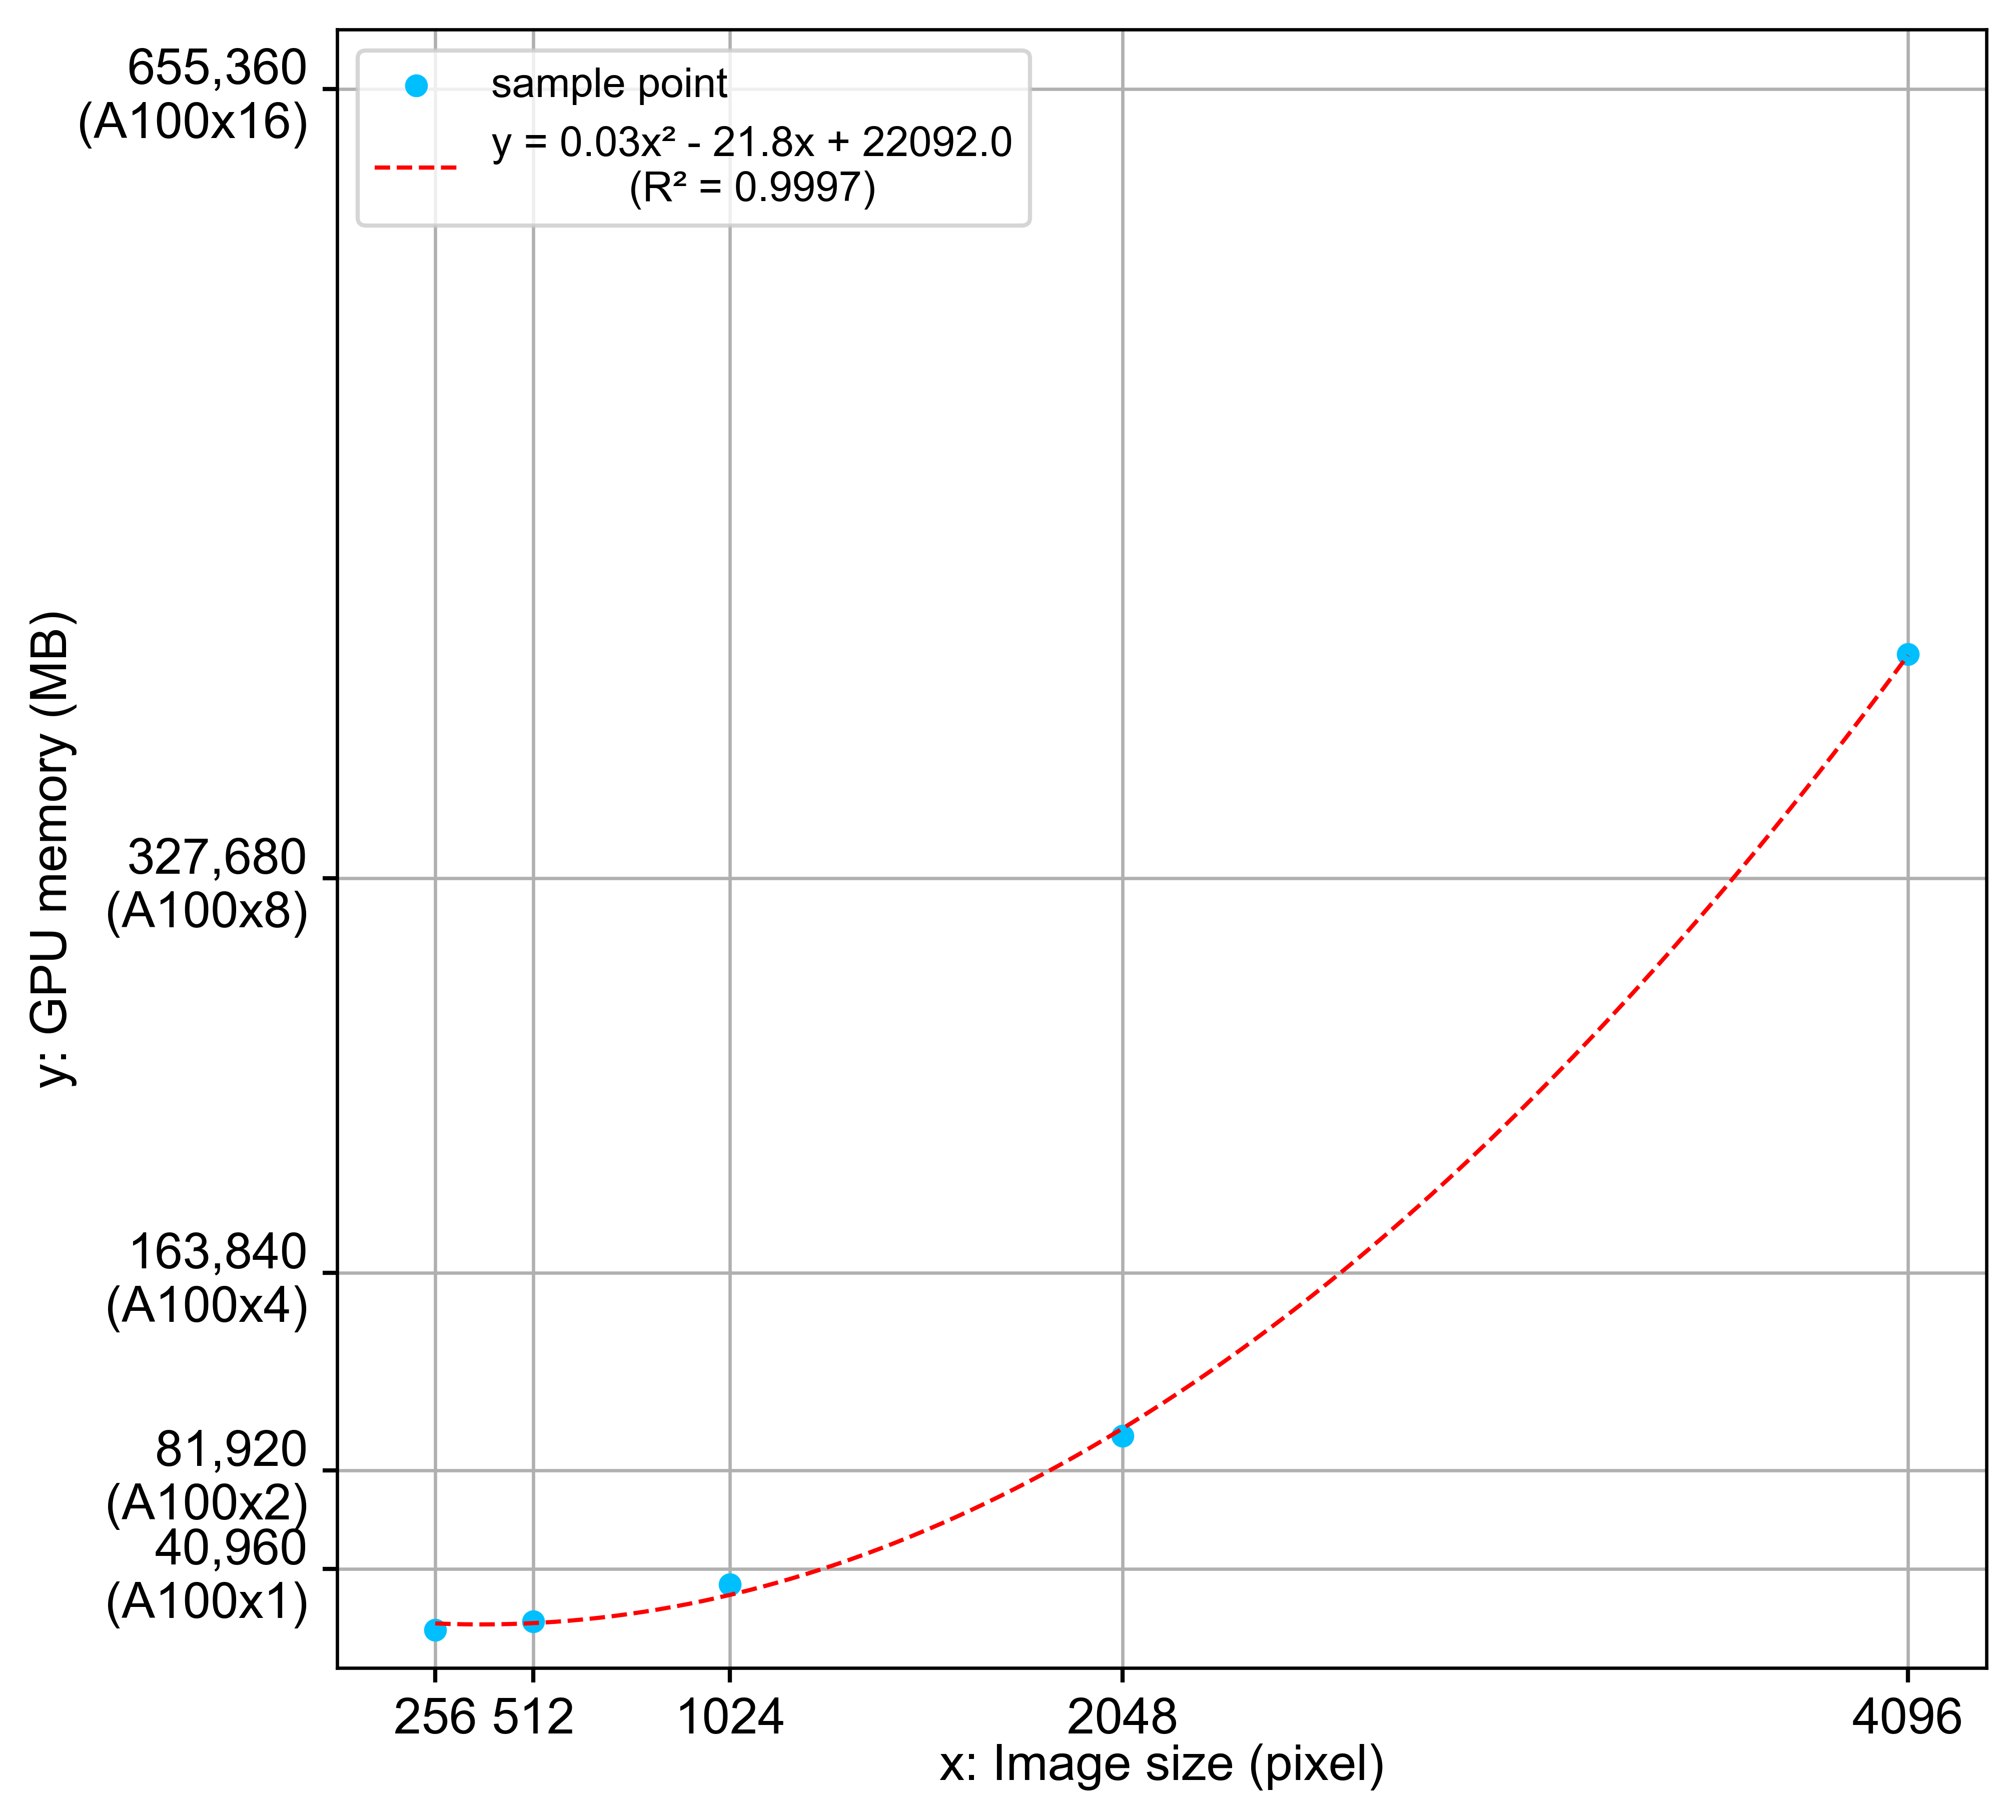 655,360
(A100x16)
sample point
y = 0.03x² - 21.8x + 22092.0
(R² = 0.9997)
y: GPU memory (MB)
327,680
(A100x8)
163,840
(A100x4)
81,920
(A100x2)
40,960
(A100x1)
256 512 1024 2048 4096
x: Image size (pixel)